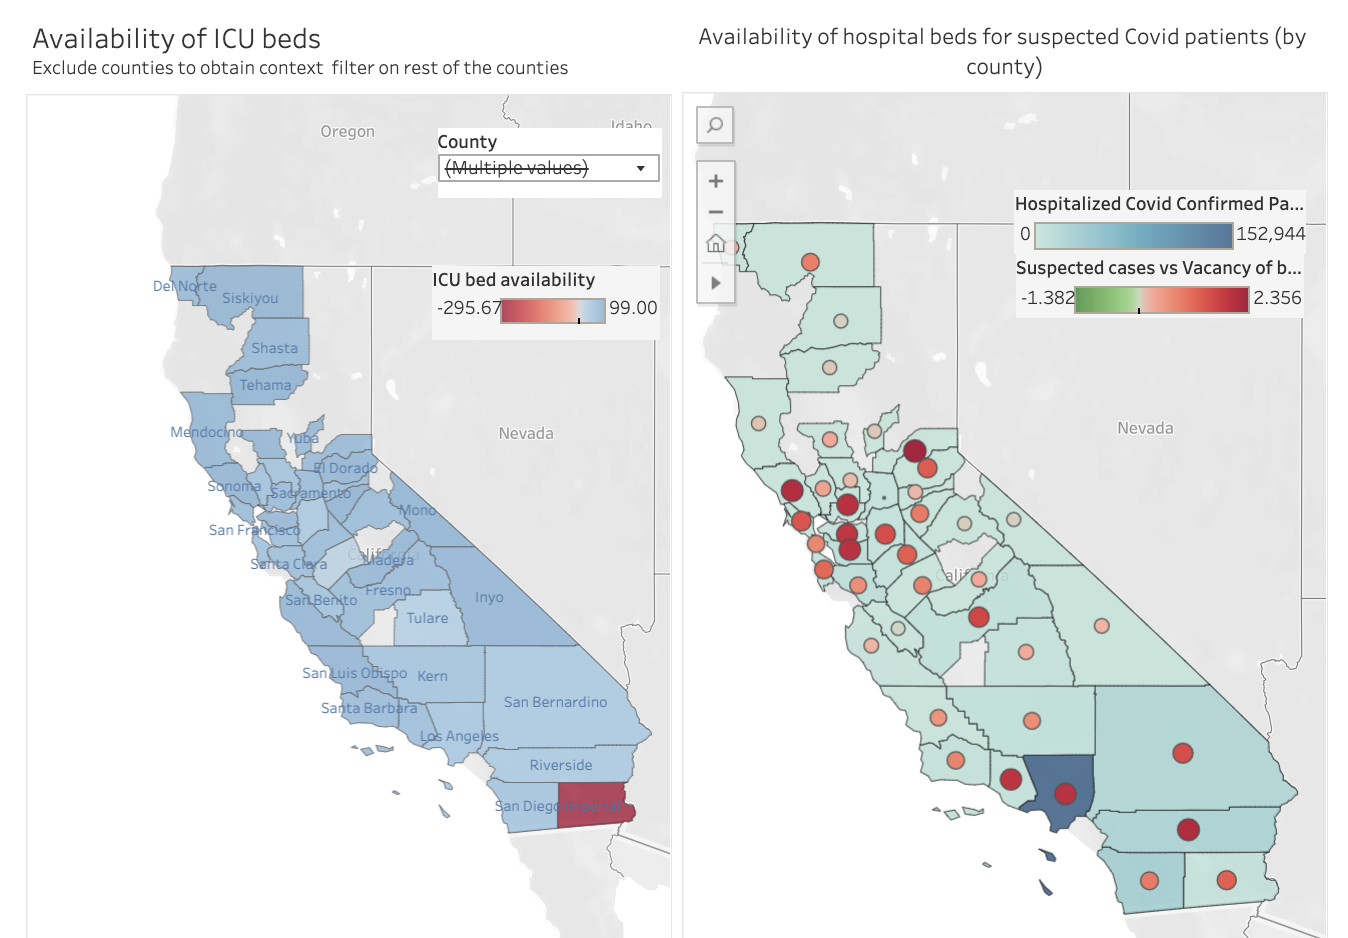 Availability of ICU beds
Exclude counties to obtain context filter on rest of the counties
Oregon
Idaho
County
(Multiple values)
ICU bed availability
-295.67
99.00
Del Norte
Siskiyou
Shasta
Tehama
Mendocino
Yuba
Nevada
El Dorado
Sonoma
Sacramento
Mono
San Francisco
California
Santa Clara
Madera
Fresno
San Benito
Inyo
Tulare
San Luis Obispo
Kern
San Bernardino
Santa Barbara
Los Angeles
Riverside
San Diego
Imperial
Availability of hospital beds for suspected Covid patients (by
county)
+
−
Hospitalized Covid Confirmed Pa...
0
152,944
Suspected cases vs Vacancy of b...
-1.382
2.356
Nevada
California